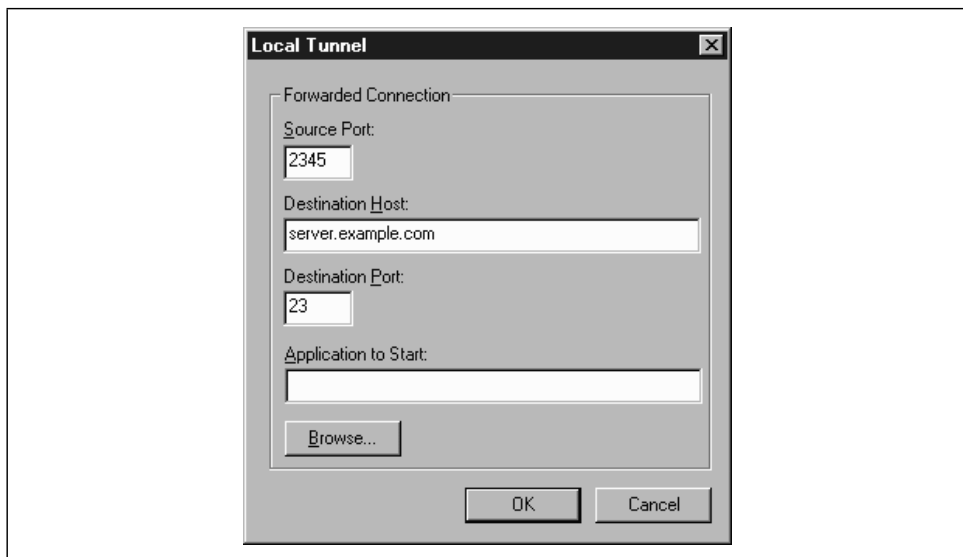 Local Tunnel
Forwarded Connection
Source Port:
2345
Destination Host:
server.example.com
Destination Port:
23
Application to Start:
Browse...
OK
Cancel